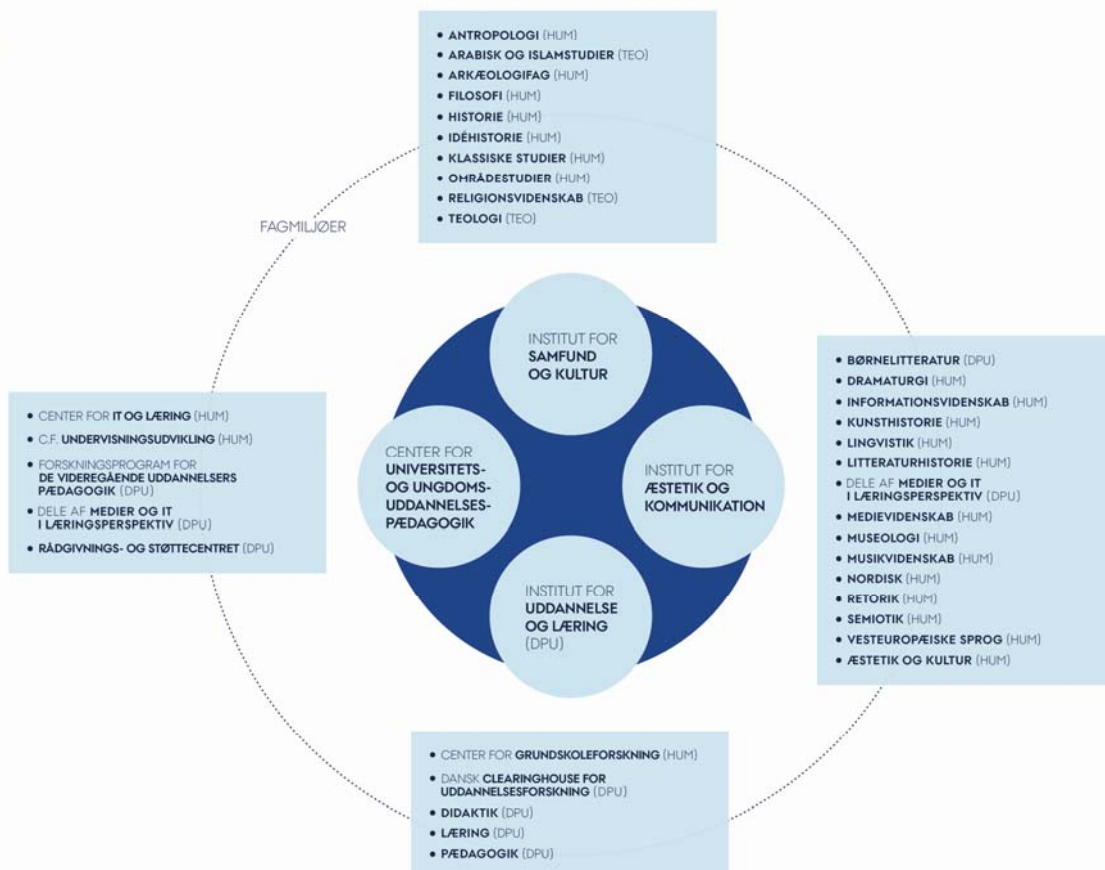 • ANTROPOLOGI (HUM)
• ARABISK OG ISLAMSTUDIER (TEO)
• ARKÆOLOGIFAG (HUM)
• FILOSOFI (HUM)
• HISTORIE (HUM)
• IDÉHISTORIE (HUM)
• KLASSISKE STUDIER (HUM)
• OMRÅDESTUDIER (HUM)
• RELIGIONSVIDENSKAB (TEO)
• TEOLOGI (TEO)
FAGMILJØER
INSTITUT FOR
SAMFUND
OG KULTUR
• CENTER FOR IT OG LÆRING (HUM)
• C.F. UNDERVISNINGSUDVIKLING (HUM)
• FORSKNINGSPROGRAM FOR
DE VIDEREGÅENDE UDDANNELSERS
PÆDAGOGIK (DPU)
• DELE AF MEDIER OG IT
I LÆRINGSPERSPEKTIV (DPU)
• RÅDGIVNINGS- OG STØTTECENTRET (DPU)
CENTER FOR
UNIVERSITETS-
OG UNGDOMS-
UDDANNELSES-
PÆDAGOGIK
INSTITUT FOR
ÆSTETIK OG
KOMMUNIKATION
• BØRNELITTERATUR (DPU)
• DRAMATURGI (HUM)
• INFORMATIONSVIDENSKAB (HUM)
• KUNSTHISTORIE (HUM)
• LINGVISTIK (HUM)
• LITTERATURHISTORIE (HUM)
• DELE AF MEDIER OG IT
I LÆRINGSPERSPEKTIV (DPU)
• MEDIEVIDENSKAB (HUM)
• MUSEOLOGI (HUM)
• MUSIKVIDENSKAB (HUM)
• NORDISK (HUM)
• RETORIK (HUM)
• SEMIOTIK (HUM)
• VESTEUROPÆISKE SPROG (HUM)
• ÆSTETIK OG KULTUR (HUM)
INSTITUT FOR
UDDANNELSE
OG LÆRING
(DPU)
• CENTER FOR GRUNDSKOLEFORSKNING (HUM)
• DANSK CLEARINGHOUSE FOR
UDDANNELSESFORSKNING (DPU)
• DIDAKTIK (DPU)
• LÆRING (DPU)
• PÆDAGOGIK (DPU)